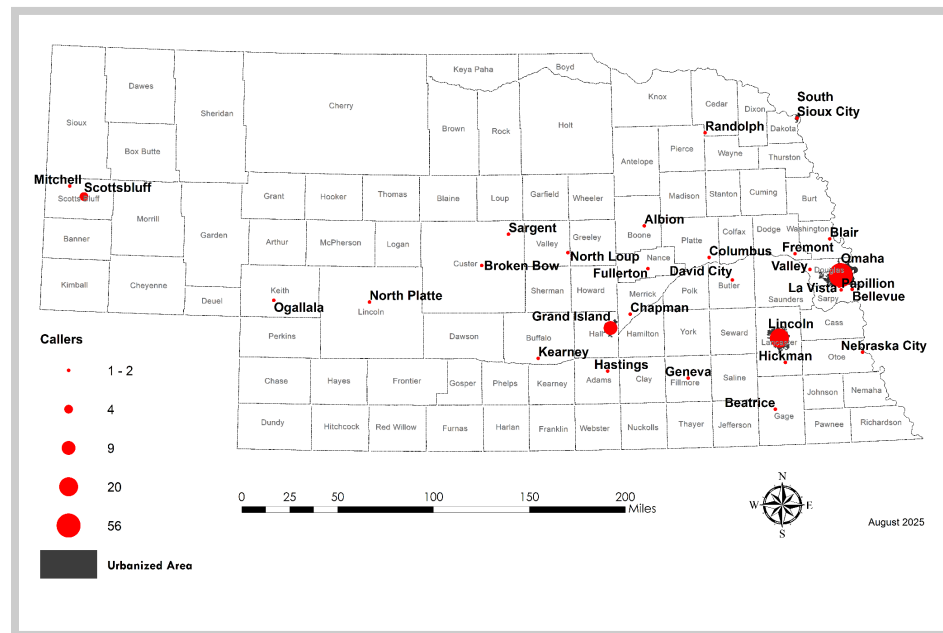 Keya Paha
Boyd
Dawes
Sheridan
Cherry
Knox
Cedar
Dixon
South
Sioux City
Sioux
Brown
Rock
Holt
Randolph
Dakota
Box Butte
Antelope
Pierce
Wayne
Thurston
Mitchell
Scottsbluff
Scotts Bluff
Grant
Hooker
Thomas
Blaine
Loup
Garfield
Wheeler
Madison
Stanton
Cuming
Burt
Morrill
Garden
Banner
Arthur
McPherson
Logan
Sargent
Valley
Greeley
Albion
Boone
Platte
Colfax
Dodge
Washington
Blair
Custer
Broken Bow
North Loup
Nance
Fullerton
Columbus
David City
Butler
Fremont
Valley
Douglas
Omaha
Kimball
Cheyenne
Deuel
Keith
Ogallala
North Platte
Lincoln
Sherman
Howard
Merrick
Polk
Saunders
La Vista
Papillion
Sarpy
Bellevue
Chapman
Grand Island
Hall
Hamilton
York
Seward
Lincoln
Lancaster
Cass
Perkins
Dawson
Buffalo
Kearney
Hastings
Geneva
Hickman
Otoe
Nebraska City
Chase
Hayes
Frontier
Gosper
Phelps
Kearney
Adams
Clay
Fillmore
Saline
Johnson
Nemaha
Beatrice
Gage
Dundy
Hitchcock
Red Willow
Furnas
Harlan
Franklin
Webster
Nuckolls
Thayer
Jefferson
Pawnee
Richardson
Callers
1 - 2
4
9
20
56
Urbanized Area
0 25 50 100 150 200
Miles
N
W E
S
August 2025